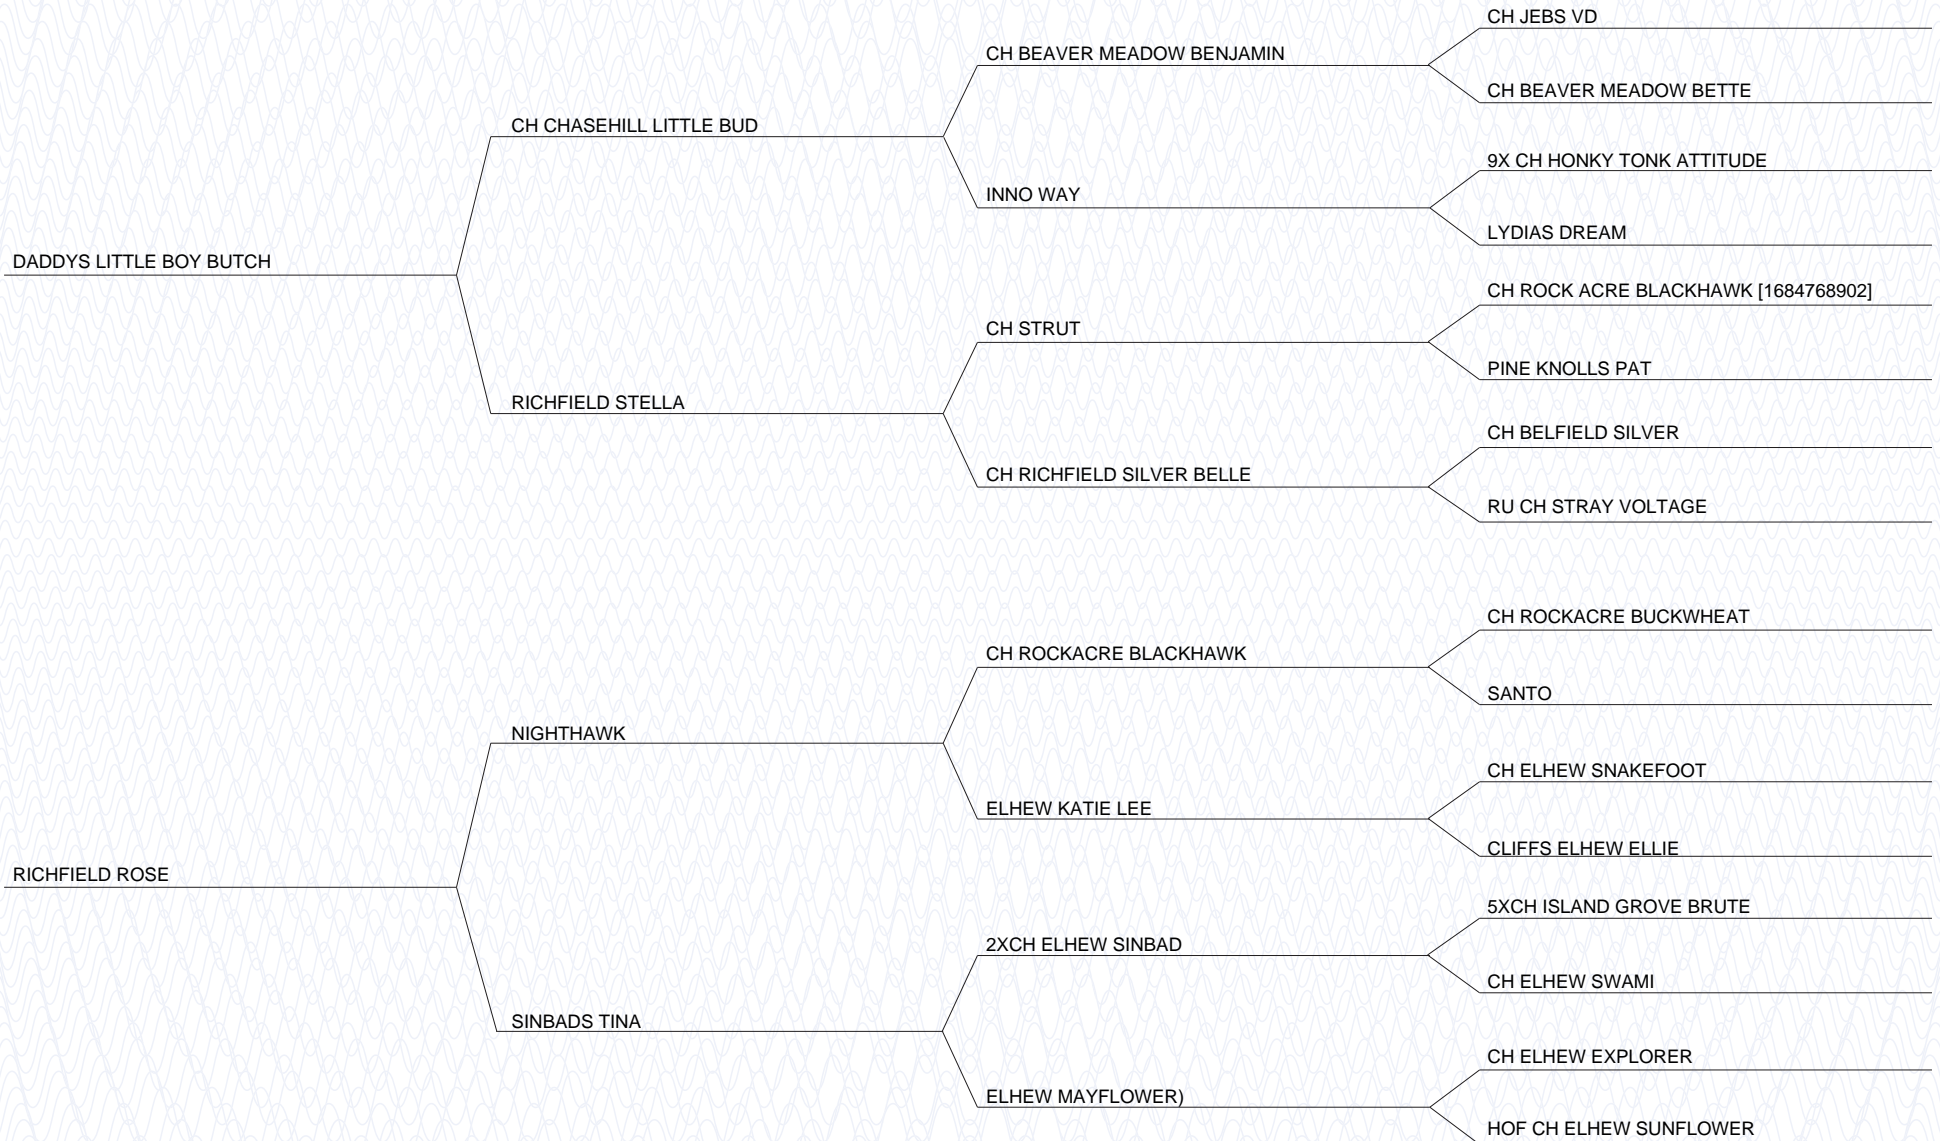 CH JEBS VD
CH BEAVER MEADOW BENJAMIN
CH BEAVER MEADOW BETTE
CH CHASEHILL LITTLE BUD
9X CH HONKY TONK ATTITUDE
INNO WAY
LYDIAS DREAM
DADDYS LITTLE BOY BUTCH
CH ROCK ACRE BLACKHAWK [1684768902]
CH STRUT
PINE KNOLLS PAT
RICHFIELD STELLA
CH BELFIELD SILVER
CH RICHFIELD SILVER BELLE
RU CH STRAY VOLTAGE
CH ROCKACRE BUCKWHEAT
CH ROCKACRE BLACKHAWK
SANTO
NIGHTHAWK
CH ELHEW SNAKEFOOT
ELHEW KATIE LEE
CLIFFS ELHEW ELLIE
RICHFIELD ROSE
5XCH ISLAND GROVE BRUTE
2XCH ELHEW SINBAD
CH ELHEW SWAMI
SINBADS TINA
CH ELHEW EXPLORER
ELHEW MAYFLOWER)
HOF CH ELHEW SUNFLOWER